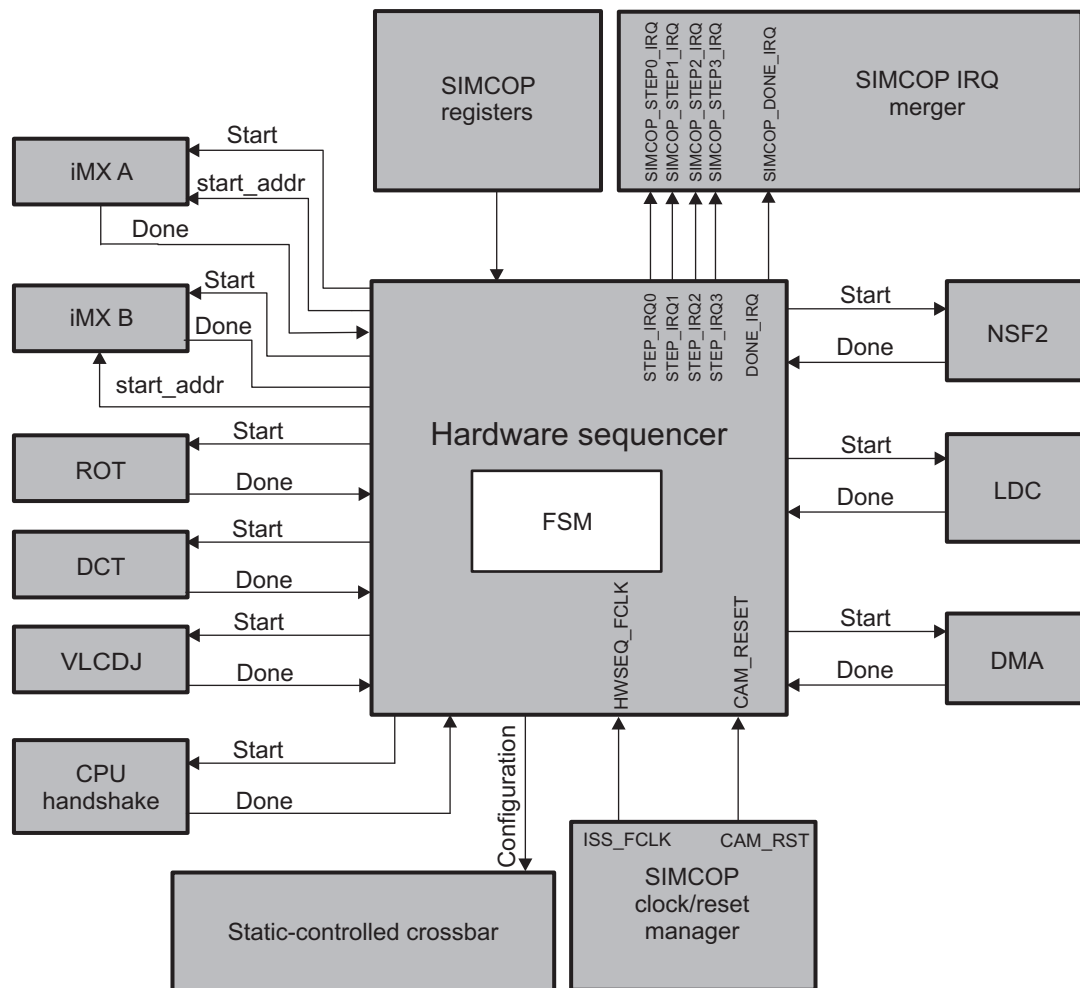 SIMCOP
registers
SIMCOP_STEP0_IRQ
SIMCOP_STEP1_IRQ
SIMCOP_STEP2_IRQ
SIMCOP_STEP3_IRQ
SIMCOP_DONE_IRQ
SIMCOP IRQ
merger
iMX A
Start
start_addr
Done
iMX B
Start
Done
start_addr
STEP_IRQ0
STEP_IRQ1
STEP_IRQ2
STEP_IRQ3
DONE_IRQ
Start
Done
NSF2
Hardware sequencer
FSM
ROT
Start
Done
Start
Done
LDC
DCT
Start
Done
VLCDJ
Start
Done
HWSEQ_FCLK
CAM_RESET
Start
Done
DMA
CPU
handshake
Start
Done
Configuration
ISS_FCLK
CAM_RST
SIMCOP
clock/reset
manager
Static-controlled crossbar